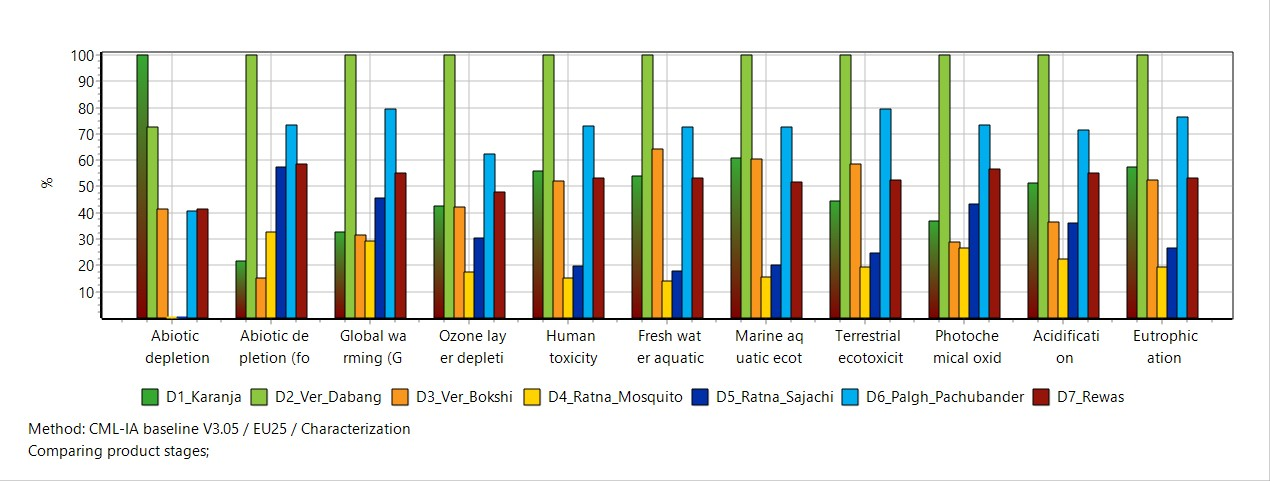 100
90
80
70
60
50
40
30
20
10
%
Abiotic
depletion
Abiotic de
pletion (fo
Global wa
rming (G
Ozone lay
er depleti
Human
toxicity
Fresh wat
er aquatic
Marine aq
uatic ecot
Terrestrial
ecotoxicit
Photoche
mical oxid
Acidificati
on
Eutrophic
ation
D1_Karanja D2_Ver_Dabang D3_Ver_Bokshi D4_Ratna_Mosquito D5_Ratna_Sajachi D6_Palgh_Pachubander D7_Rewas
Method: CML-IA baseline V3.05 / EU25 / Characterization
Comparing product stages;